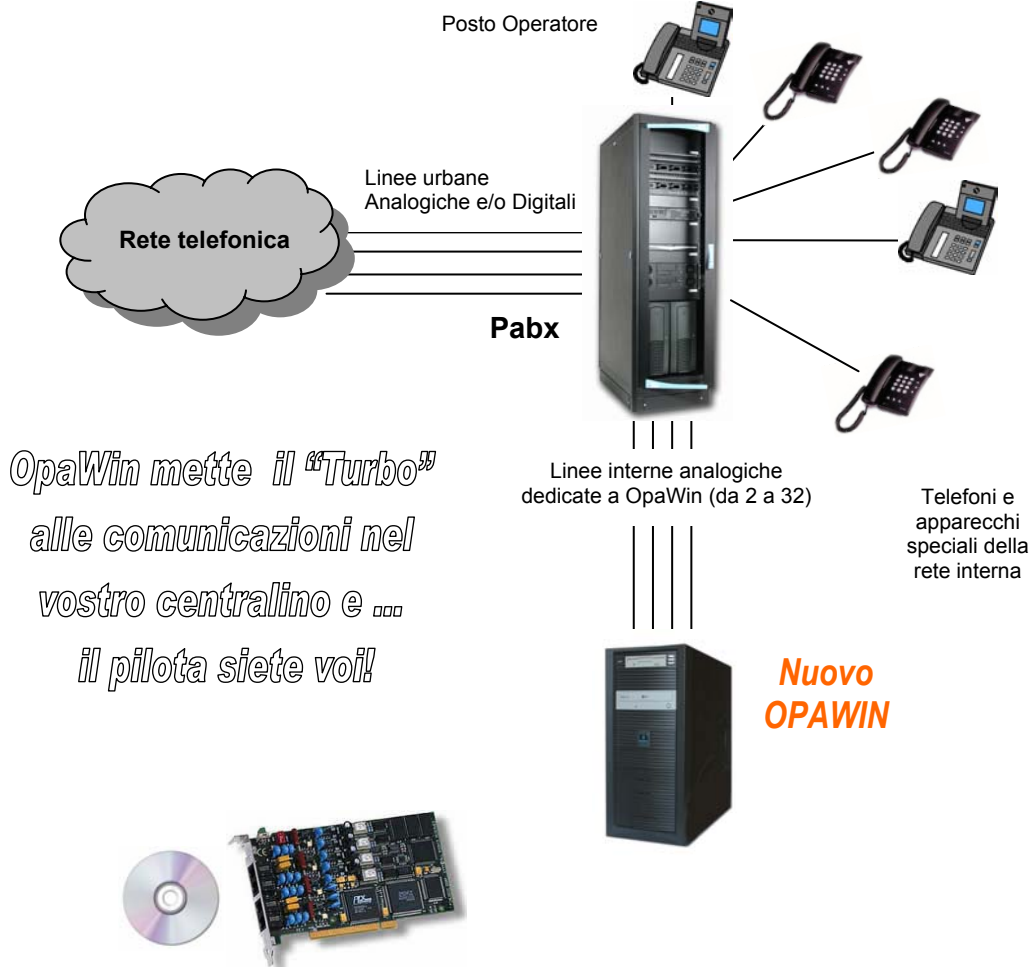 Posto Operatore
Linee urbane
Analogiche e/o Digitali
Rete telefonica
Pabx
OpaWin mette il “Turbo”
alle comunicazioni nel
vostro centralino e ...
il pilota siete voi!
Linee interne analogiche
dedicate a OpaWin (da 2 a 32)
Telefoni e
apparecchi
speciali della
rete interna
Nuovo
OPAWIN